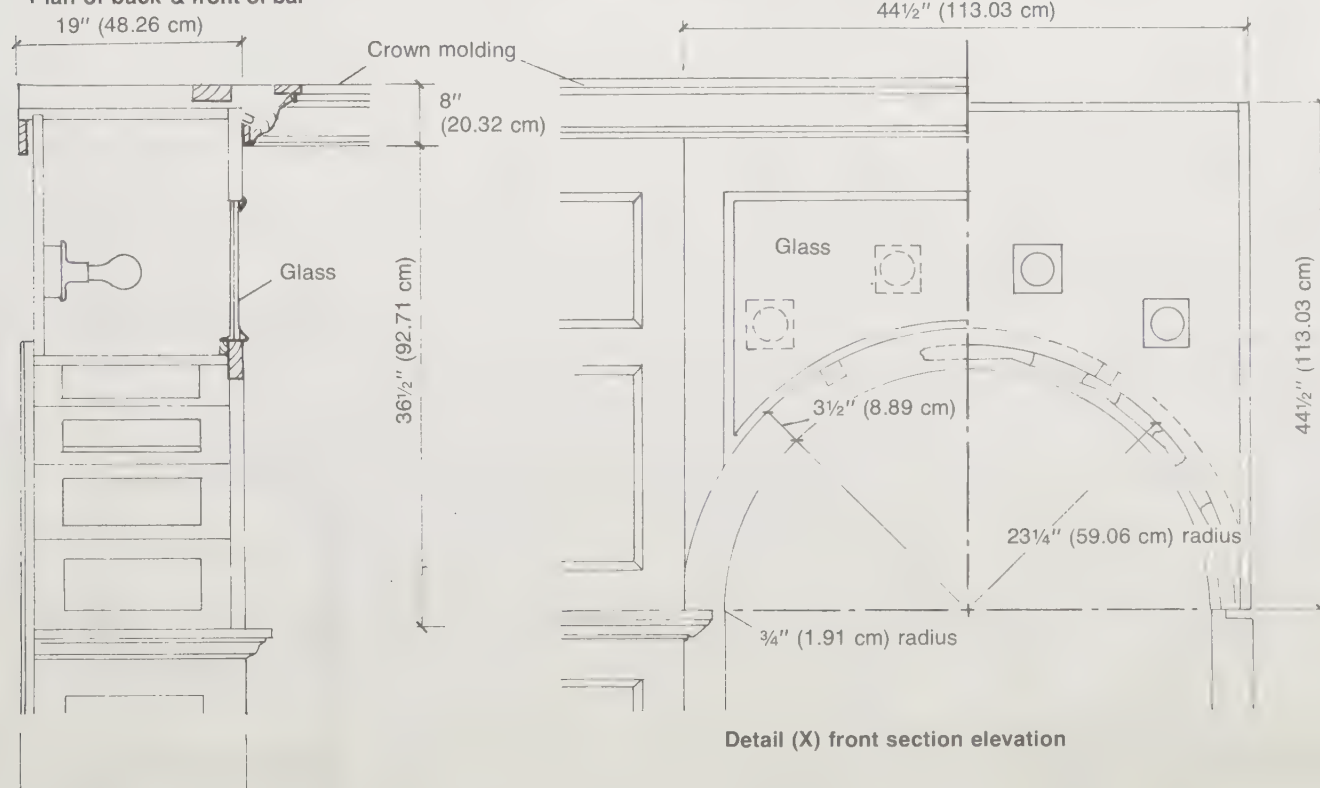 Plan of back & front of bar
19" (48.26 cm)
44½" (113.03 cm)
Crown molding
8"
(20.32 cm)
Glass
36½" (92.71 cm)
Glass
3½" (8.89 cm)
44½" (113.03 cm)
23¼" (59.06 cm) radius
¾" (1.91 cm) radius
Detail (X) front section elevation